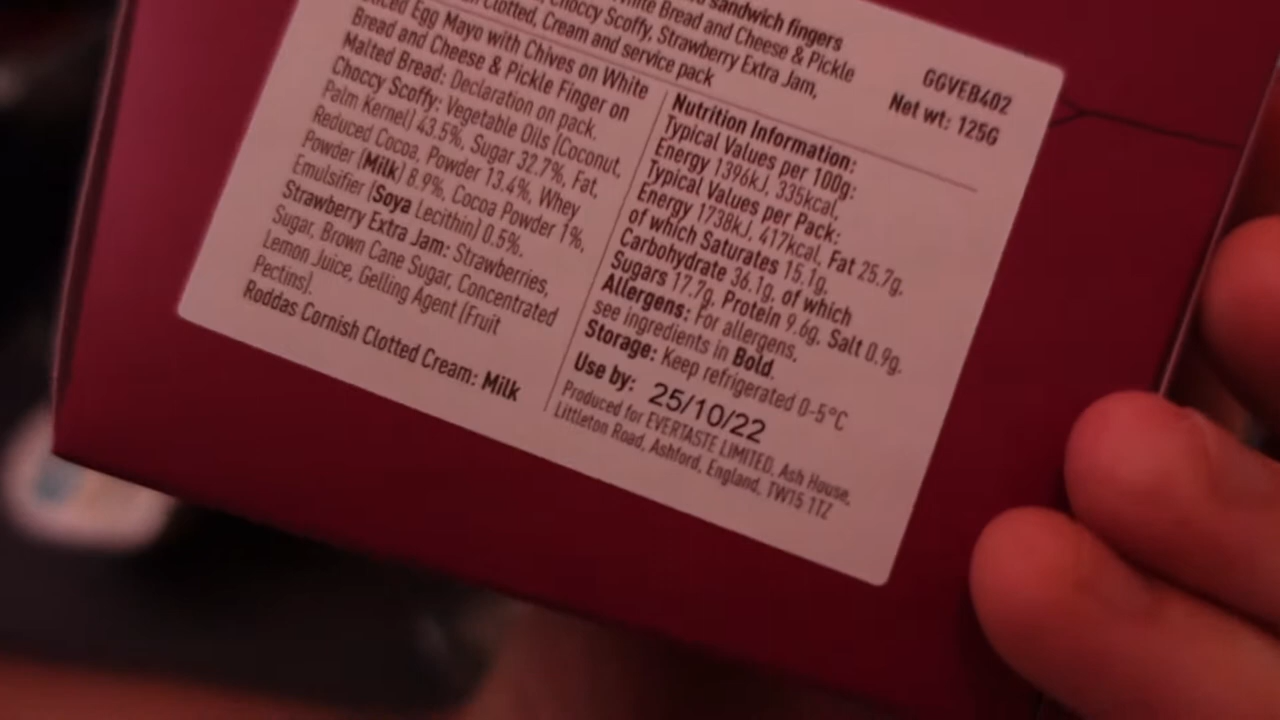 sandwich fingers
White Bread and Cheese & Pickle
Choccy Scoffy, Strawberry Extra Jam,
Clotted, Cream and service pack
GGVEB402
Net wt: 125G
Egg Mayo with Chives on White
Bread and Cheese & Pickle Finger on
Malted Bread: Declaration on pack.
Choccy Scoffy: Vegetable Oils (Coconut,
Palm Kernel) 43.5%, Sugar 32.7%, Fat,
Reduced Cocoa, Powder 13.4%, Whey
Powder (Milk) 8.9%, Cocoa Powder 1%,
Emulsifier (Soya Lecithin) 0.5%.
Strawberry Extra Jam: Strawberries,
Sugar, Brown Cane Sugar, Concentrated
Lemon Juice, Gelling Agent (Fruit
Pectins).
Roddas Cornish Clotted Cream: Milk
Nutrition Information:
Typical Values per 100g:
Energy 1396kJ, 335kcal,
Typical Values per Pack:
Energy 1738kJ, 417kcal, Fat 25.7g,
of which Saturates 15.1g,
Carbohydrate 36.1g, of which
Sugars 17.7g, Protein 9.6g, Salt 0.9g.
Allergens: For allergens,
see ingredients in Bold.
Storage: Keep refrigerated 0-5°C
Use by: 25/10/22
Produced for EVERTASTE LIMITED, Ash House,
Littleton Road, Ashford, England, TW15 1TZ